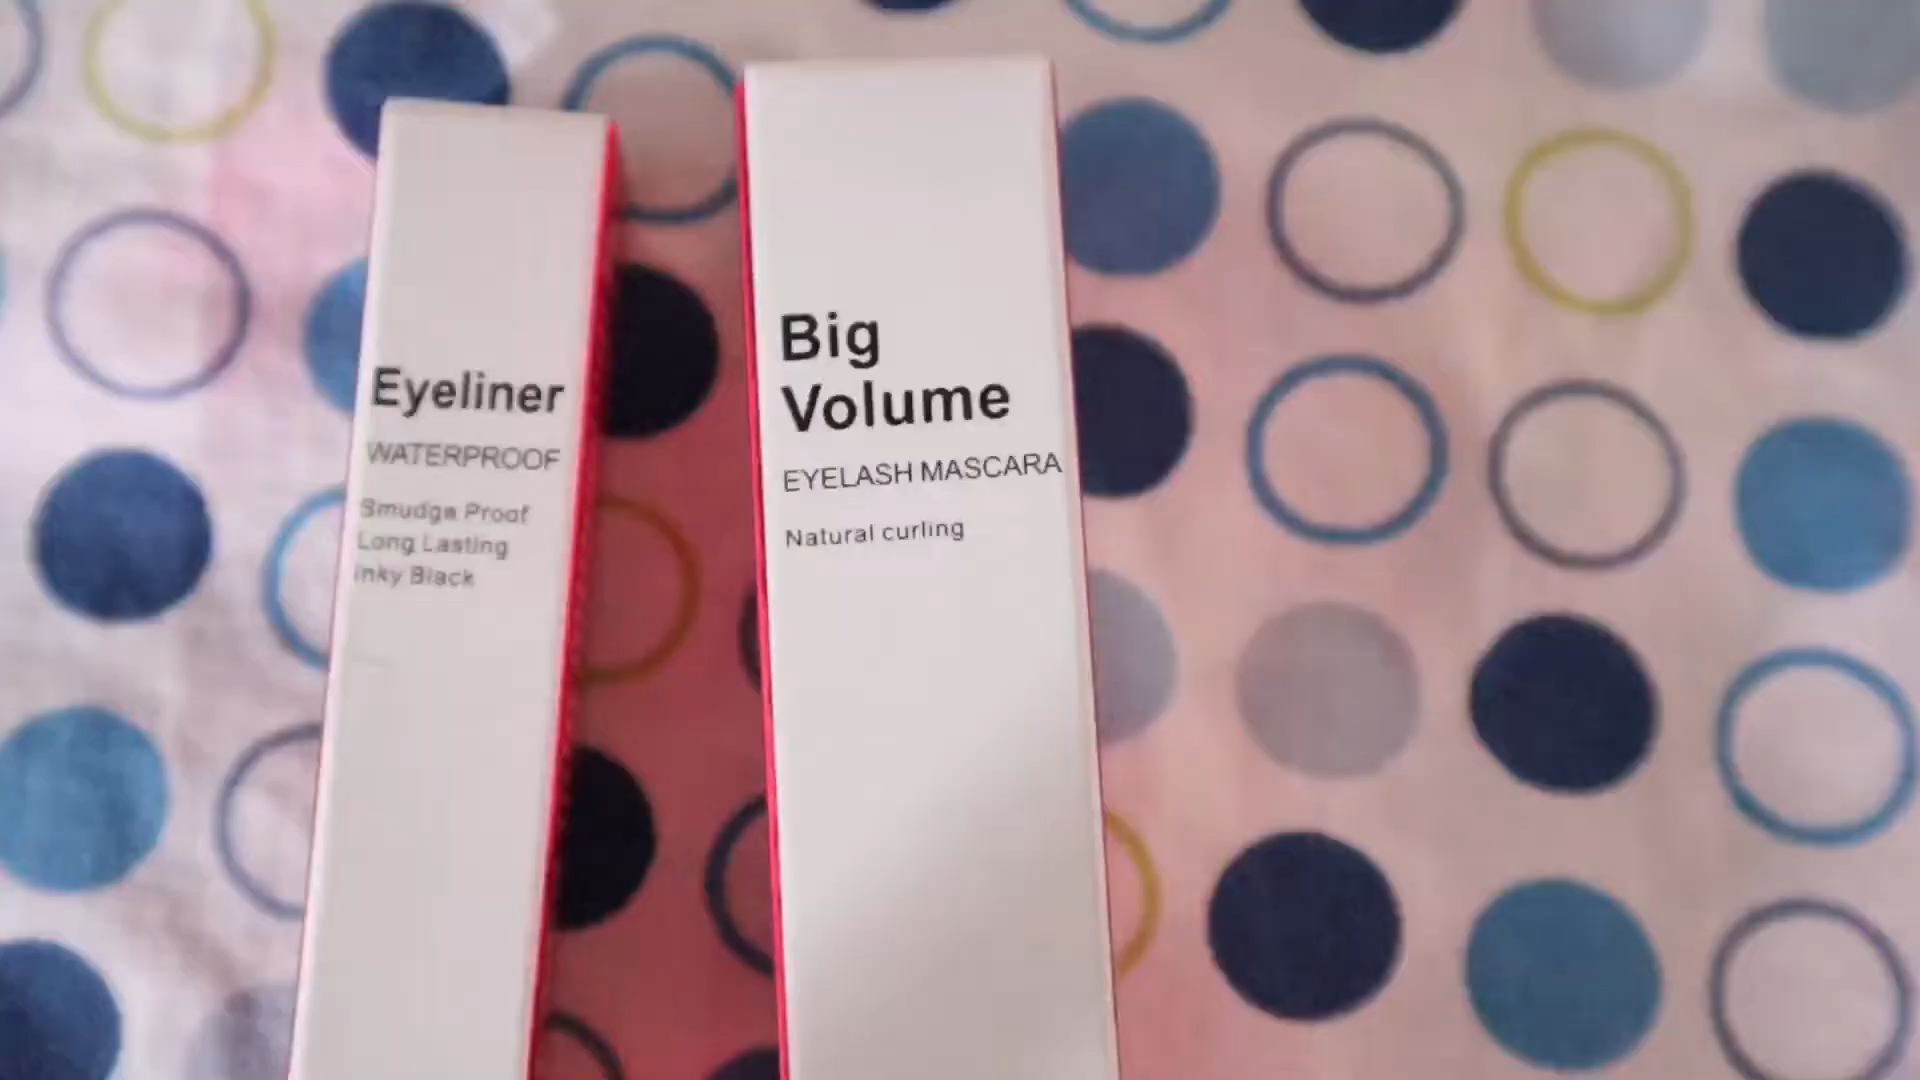 Eyeliner
WATERPROOF
Smudge Proof
Long Lasting
Inky Black
Big
Volume
EYELASH MASCARA
Natural curling